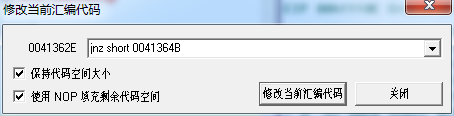 修改当前汇编代码
0041362E jnz short 0041364B
保持代码空间大小
使用 NOP 填充剩余代码空间
修改当前汇编代码 关闭